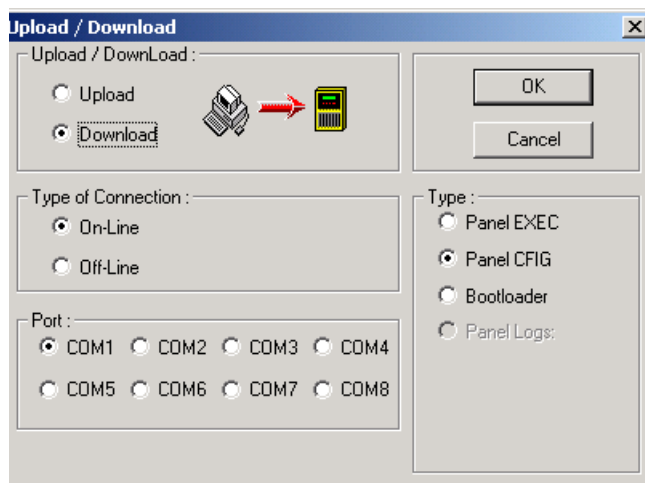 Upload / Download
Upload / DownLoad :
Upload
Download
OK
Cancel
Type of Connection :
On-Line
Off-Line
Type :
Panel EXEC
Panel CFIG
Bootloader
Panel Logs:
Port :
COM1 COM2 COM3 COM4
COM5 COM6 COM7 COM8